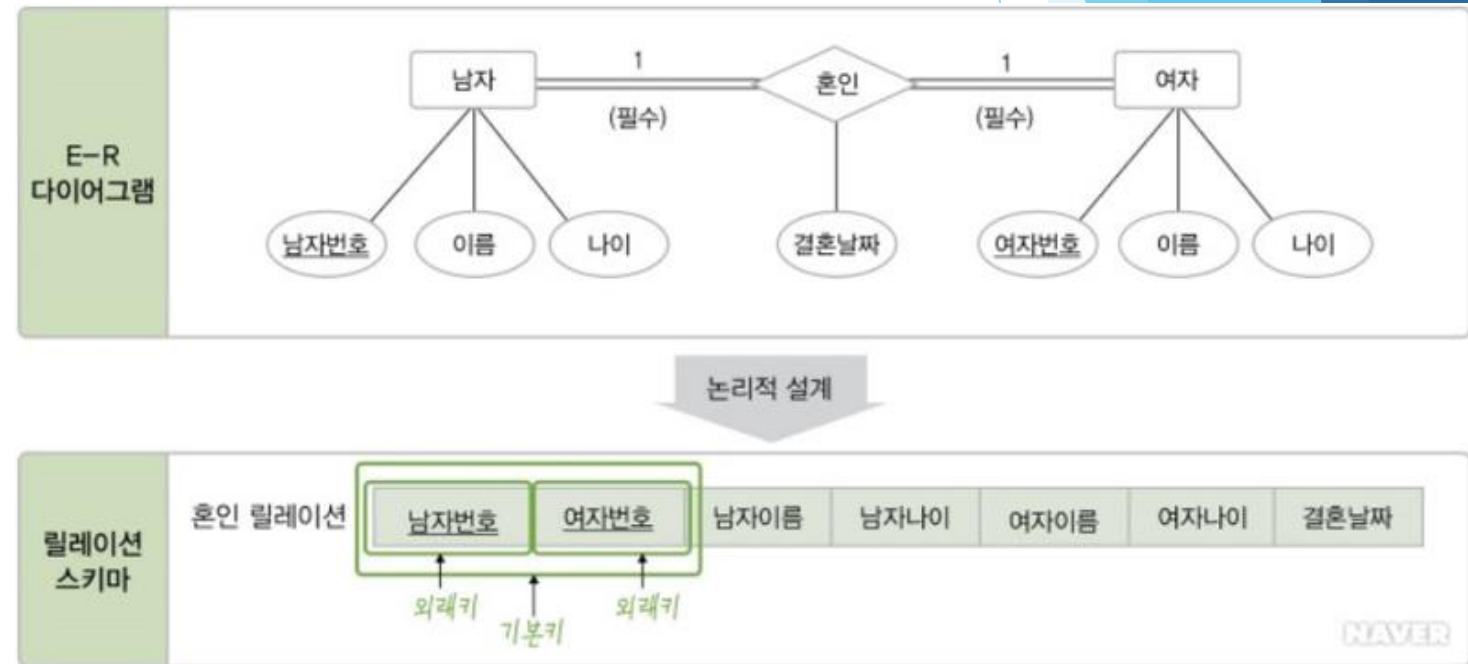 E-R
다이어그램
남자
1
(필수)
혼인
1
(필수)
여자
남자번호
이름
나이
결혼날짜
여자번호
이름
나이
논리적 설계
릴레이션
스키마
혼인 릴레이션
남자번호
여자번호
남자이름
남자나이
여자이름
여자나이
결혼날짜
외래키
기본키
외래키
NAVER